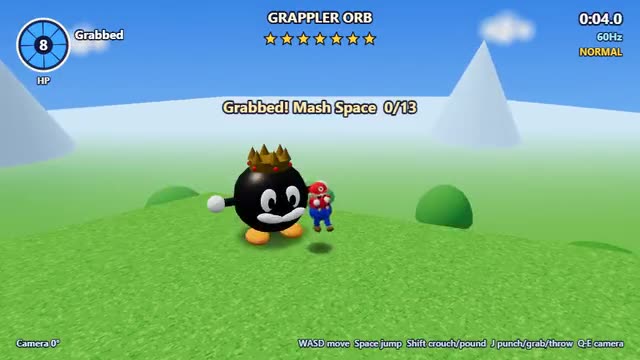 8
HP
Grabbed
GRAPPLER ORB
0:04.0
60Hz
NORMAL
Grabbed! Mash Space 0/13
Camera 0°
WASD move Space jump Shift crouch/pound J punch/grab/throw Q-E camera